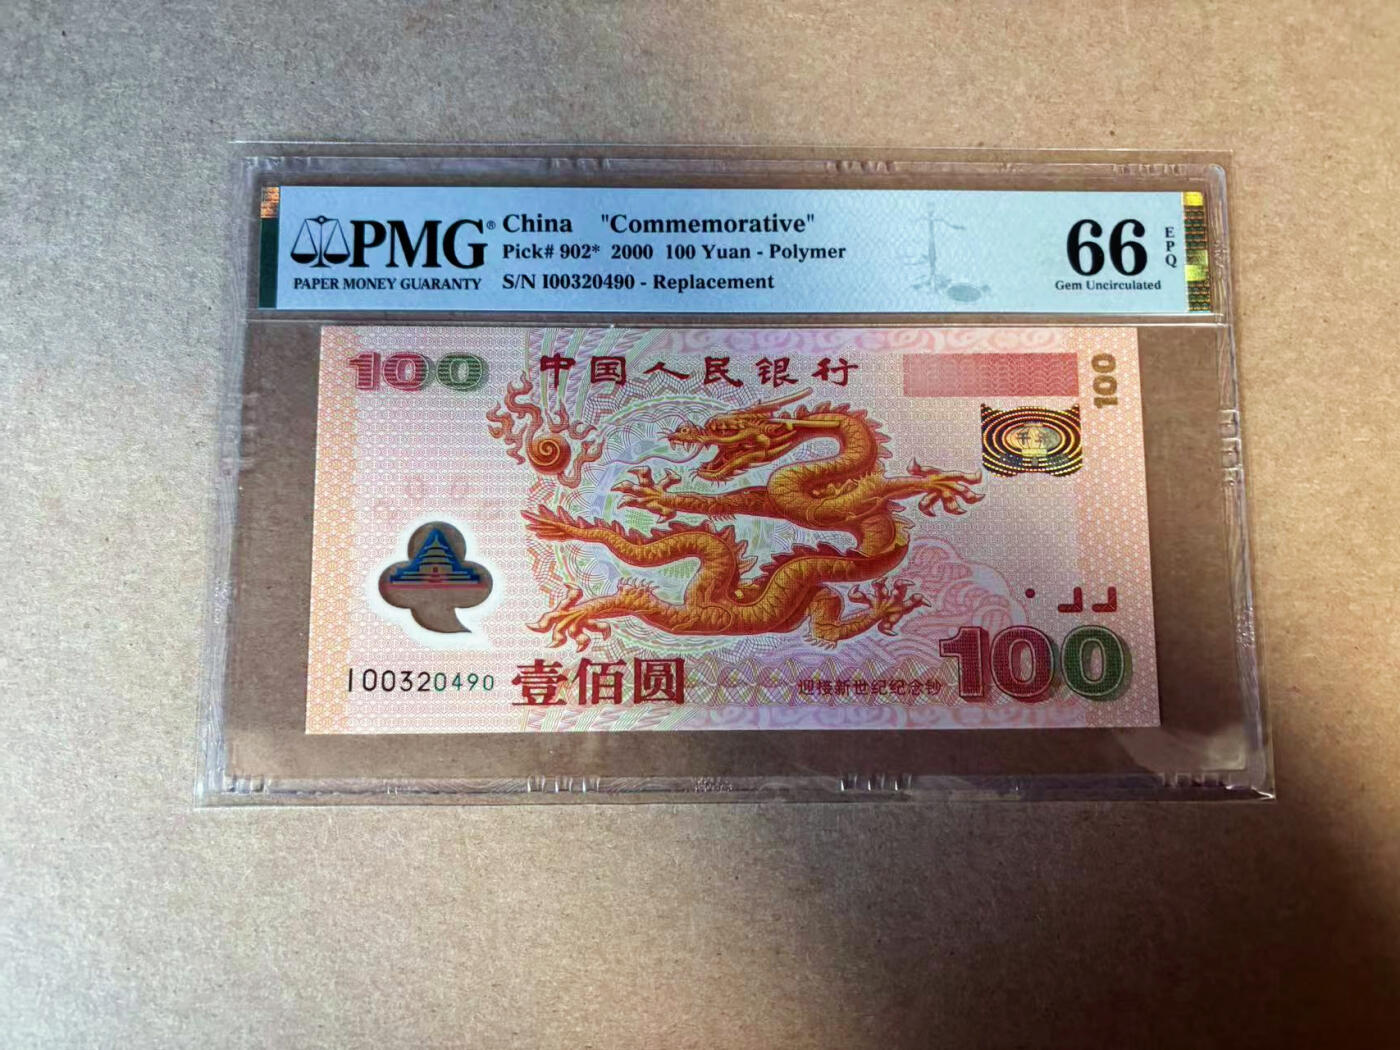 PMG®
PAPER MONEY GUARANTY
China "Commemorative"
Pick# 902* 2000 100 Yuan - Polymer
S/N I00320490 - Replacement
66
EPQ
Gem Uncirculated
100
中国人民银行
100
I00320490
壹佰圆
迎接新世纪纪念钞
100